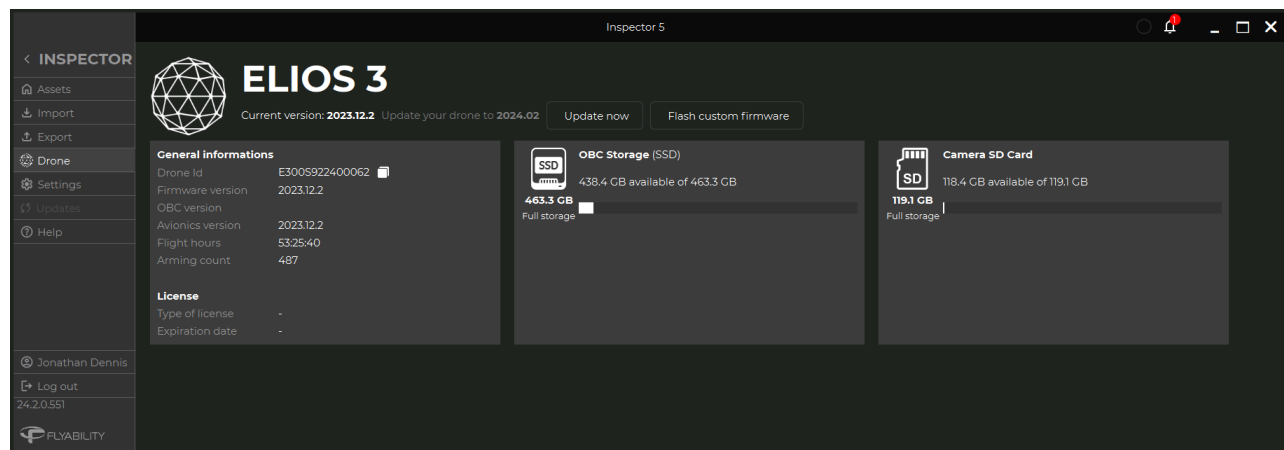 Inspector 5
1
< INSPECTOR
Assets
Import
Export
Drone
Settings
Updates
Help
Jonathan Dennis
Log out
24.2.0.551
FLYABILITY
ELIOS 3
Current version: 2023.12.2 Update your drone to 2024.02 Update now Flash custom firmware
General informations
Drone Id E300S922400062
Firmware version 2023.12.2
OBC version
Avionics version 2023.12.2
Flight hours 53:25:40
Arming count 487
License
Type of license -
Expiration date -
SSD
OBC Storage (SSD)
438.4 GB available of 463.3 GB
463.3 GB
Full storage
SD
Camera SD Card
118.4 GB available of 119.1 GB
119.1 GB
Full storage